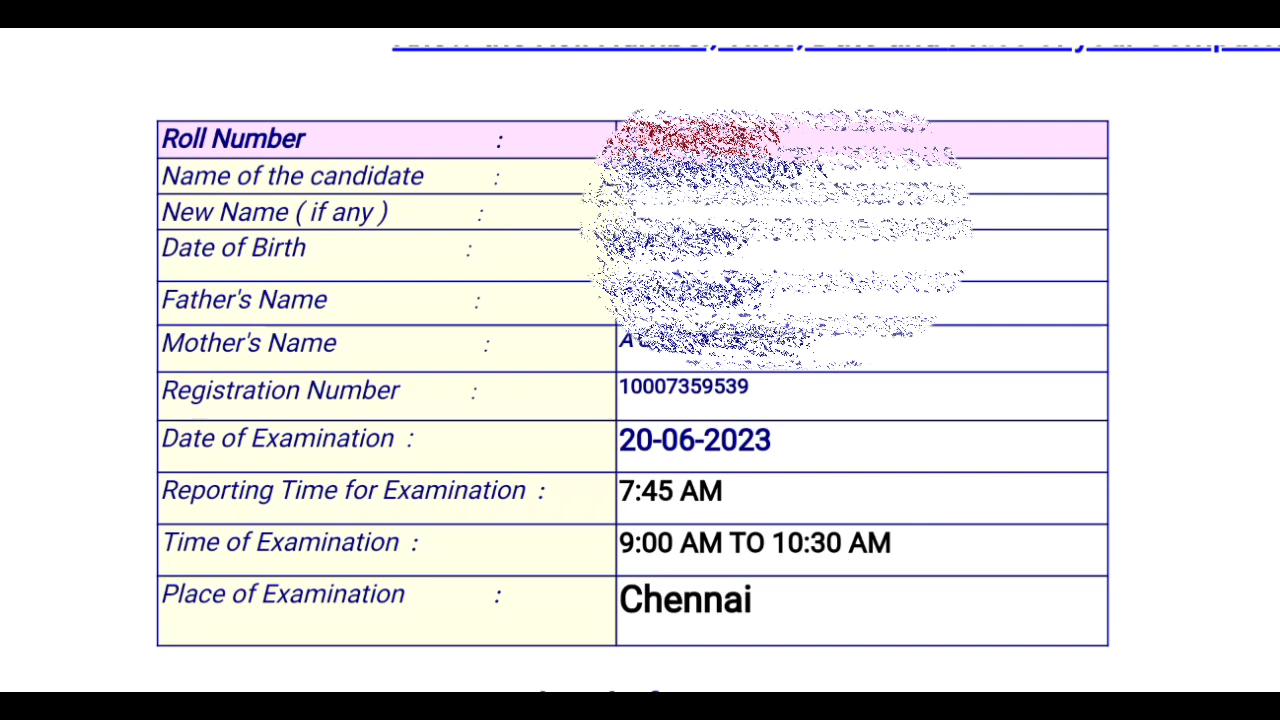 Roll Number :
Name of the candidate :
New Name ( if any ) :
Date of Birth :
Father's Name :
Mother's Name :
Registration Number : 10007359539
Date of Examination : 20-06-2023
Reporting Time for Examination : 7:45 AM
Time of Examination : 9:00 AM TO 10:30 AM
Place of Examination : Chennai